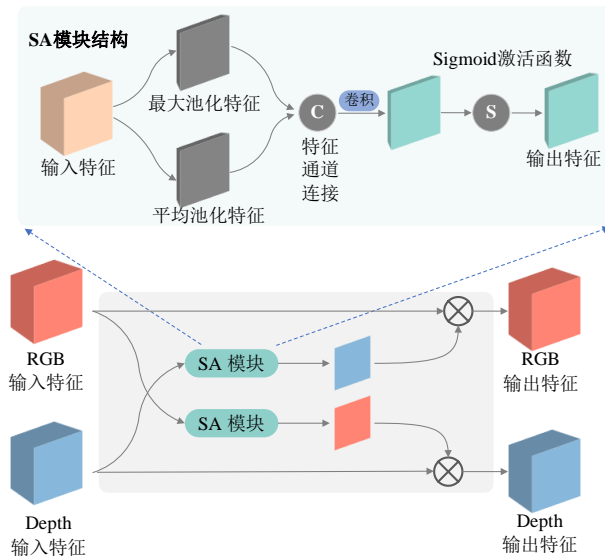 SA模块结构
Sigmoid激活函数
最大池化特征
C
卷积
S
输入特征
特征
通道
连接
输出特征
平均池化特征
RGB
输入特征
SA 模块
RGB
输出特征
SA 模块
Depth
输入特征
Depth
输出特征